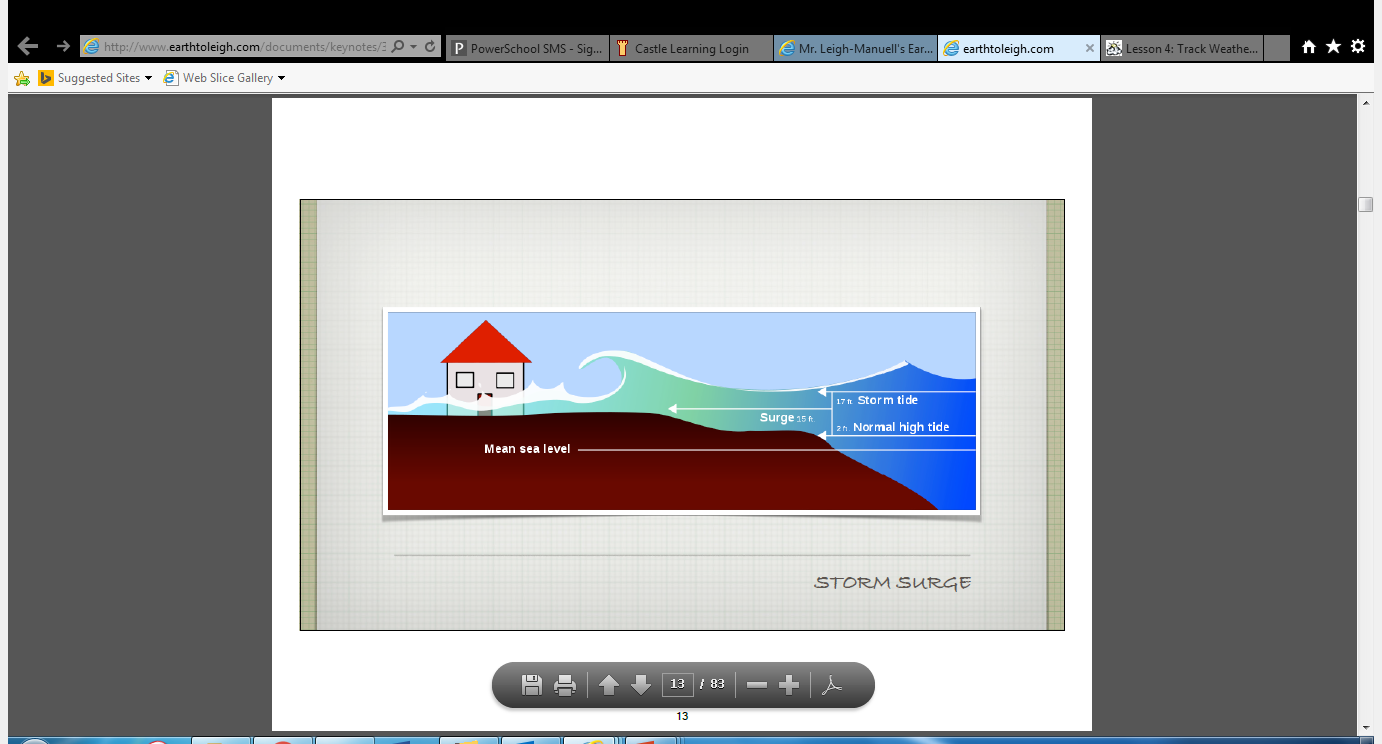 http://www.earthtoleigh.com/documents/keynotes/3
PowerSchool SMS - Sig...
Castle Learning Login
Mr. Leigh-Manuell's Ear...
earthtoleigh.com
Lesson 4: Track Weathe...
Suggested Sites
Web Slice Gallery
17 ft. Storm tide
Surge 15 ft.
2 ft. Normal high tide
Mean sea level
STORM SURGE
13 / 83
13